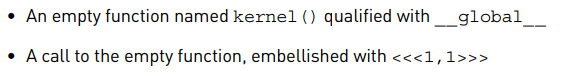 • An empty function named kernel() qualified with __global__
• A call to the empty function, embellished with <<<1,1>>>